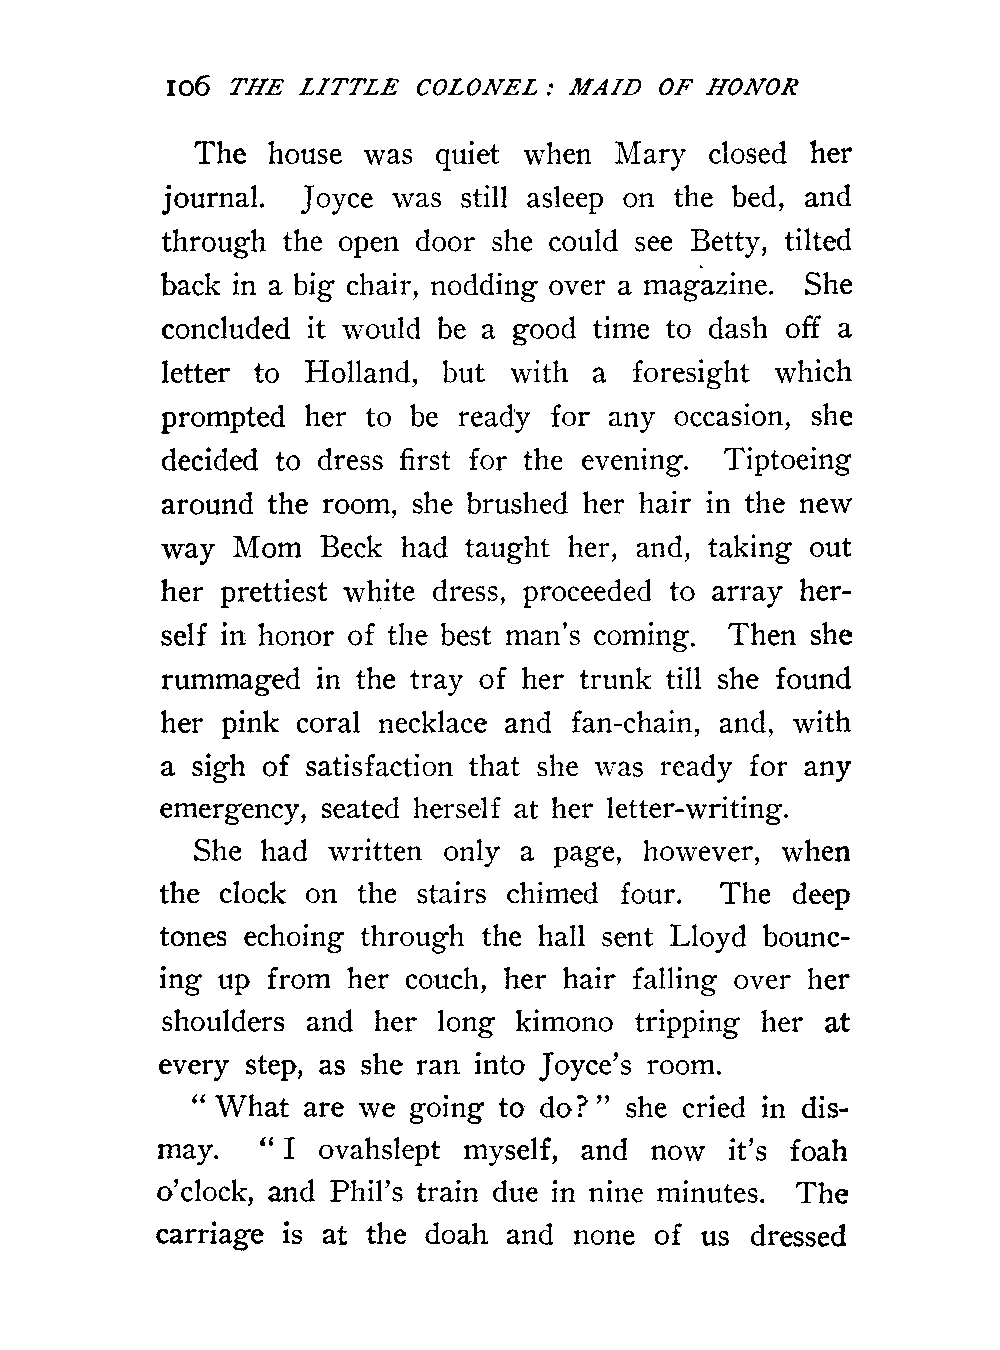 106 THE LITTLE COLONEL: MAID OF HONOR
The house was quiet when Mary closed her
journal. Joyce was still asleep on the bed, and
through the open door she could see Betty, tilted
back in a big chair, nodding over a magazine. She
concluded it would be a good time to dash off a
letter to Holland, but with a foresight which
prompted her to be ready for any occasion, she
decided to dress first for the evening. Tiptoeing
around the room, she brushed her hair in the new
way Mom Beck had taught her, and, taking out
her prettiest white dress, proceeded to array her-
self in honor of the best man's coming. Then she
rummaged in the tray of her trunk till she found
her pink coral necklace and fan-chain, and, with
a sigh of satisfaction that she was ready for any
emergency, seated herself at her letter-writing.
She had written only a page, however, when
the clock on the stairs chimed four. The deep
tones echoing through the hall sent Lloyd bounc-
ing up from her couch, her hair falling over her
shoulders and her long kimono tripping her at
every step, as she ran into Joyce's room.
"What are we going to do?" she cried in dis-
may. "I ovahslept myself, and now it's foah
o'clock, and Phil's train due in nine minutes. The
carriage is at the doah and none of us dressed